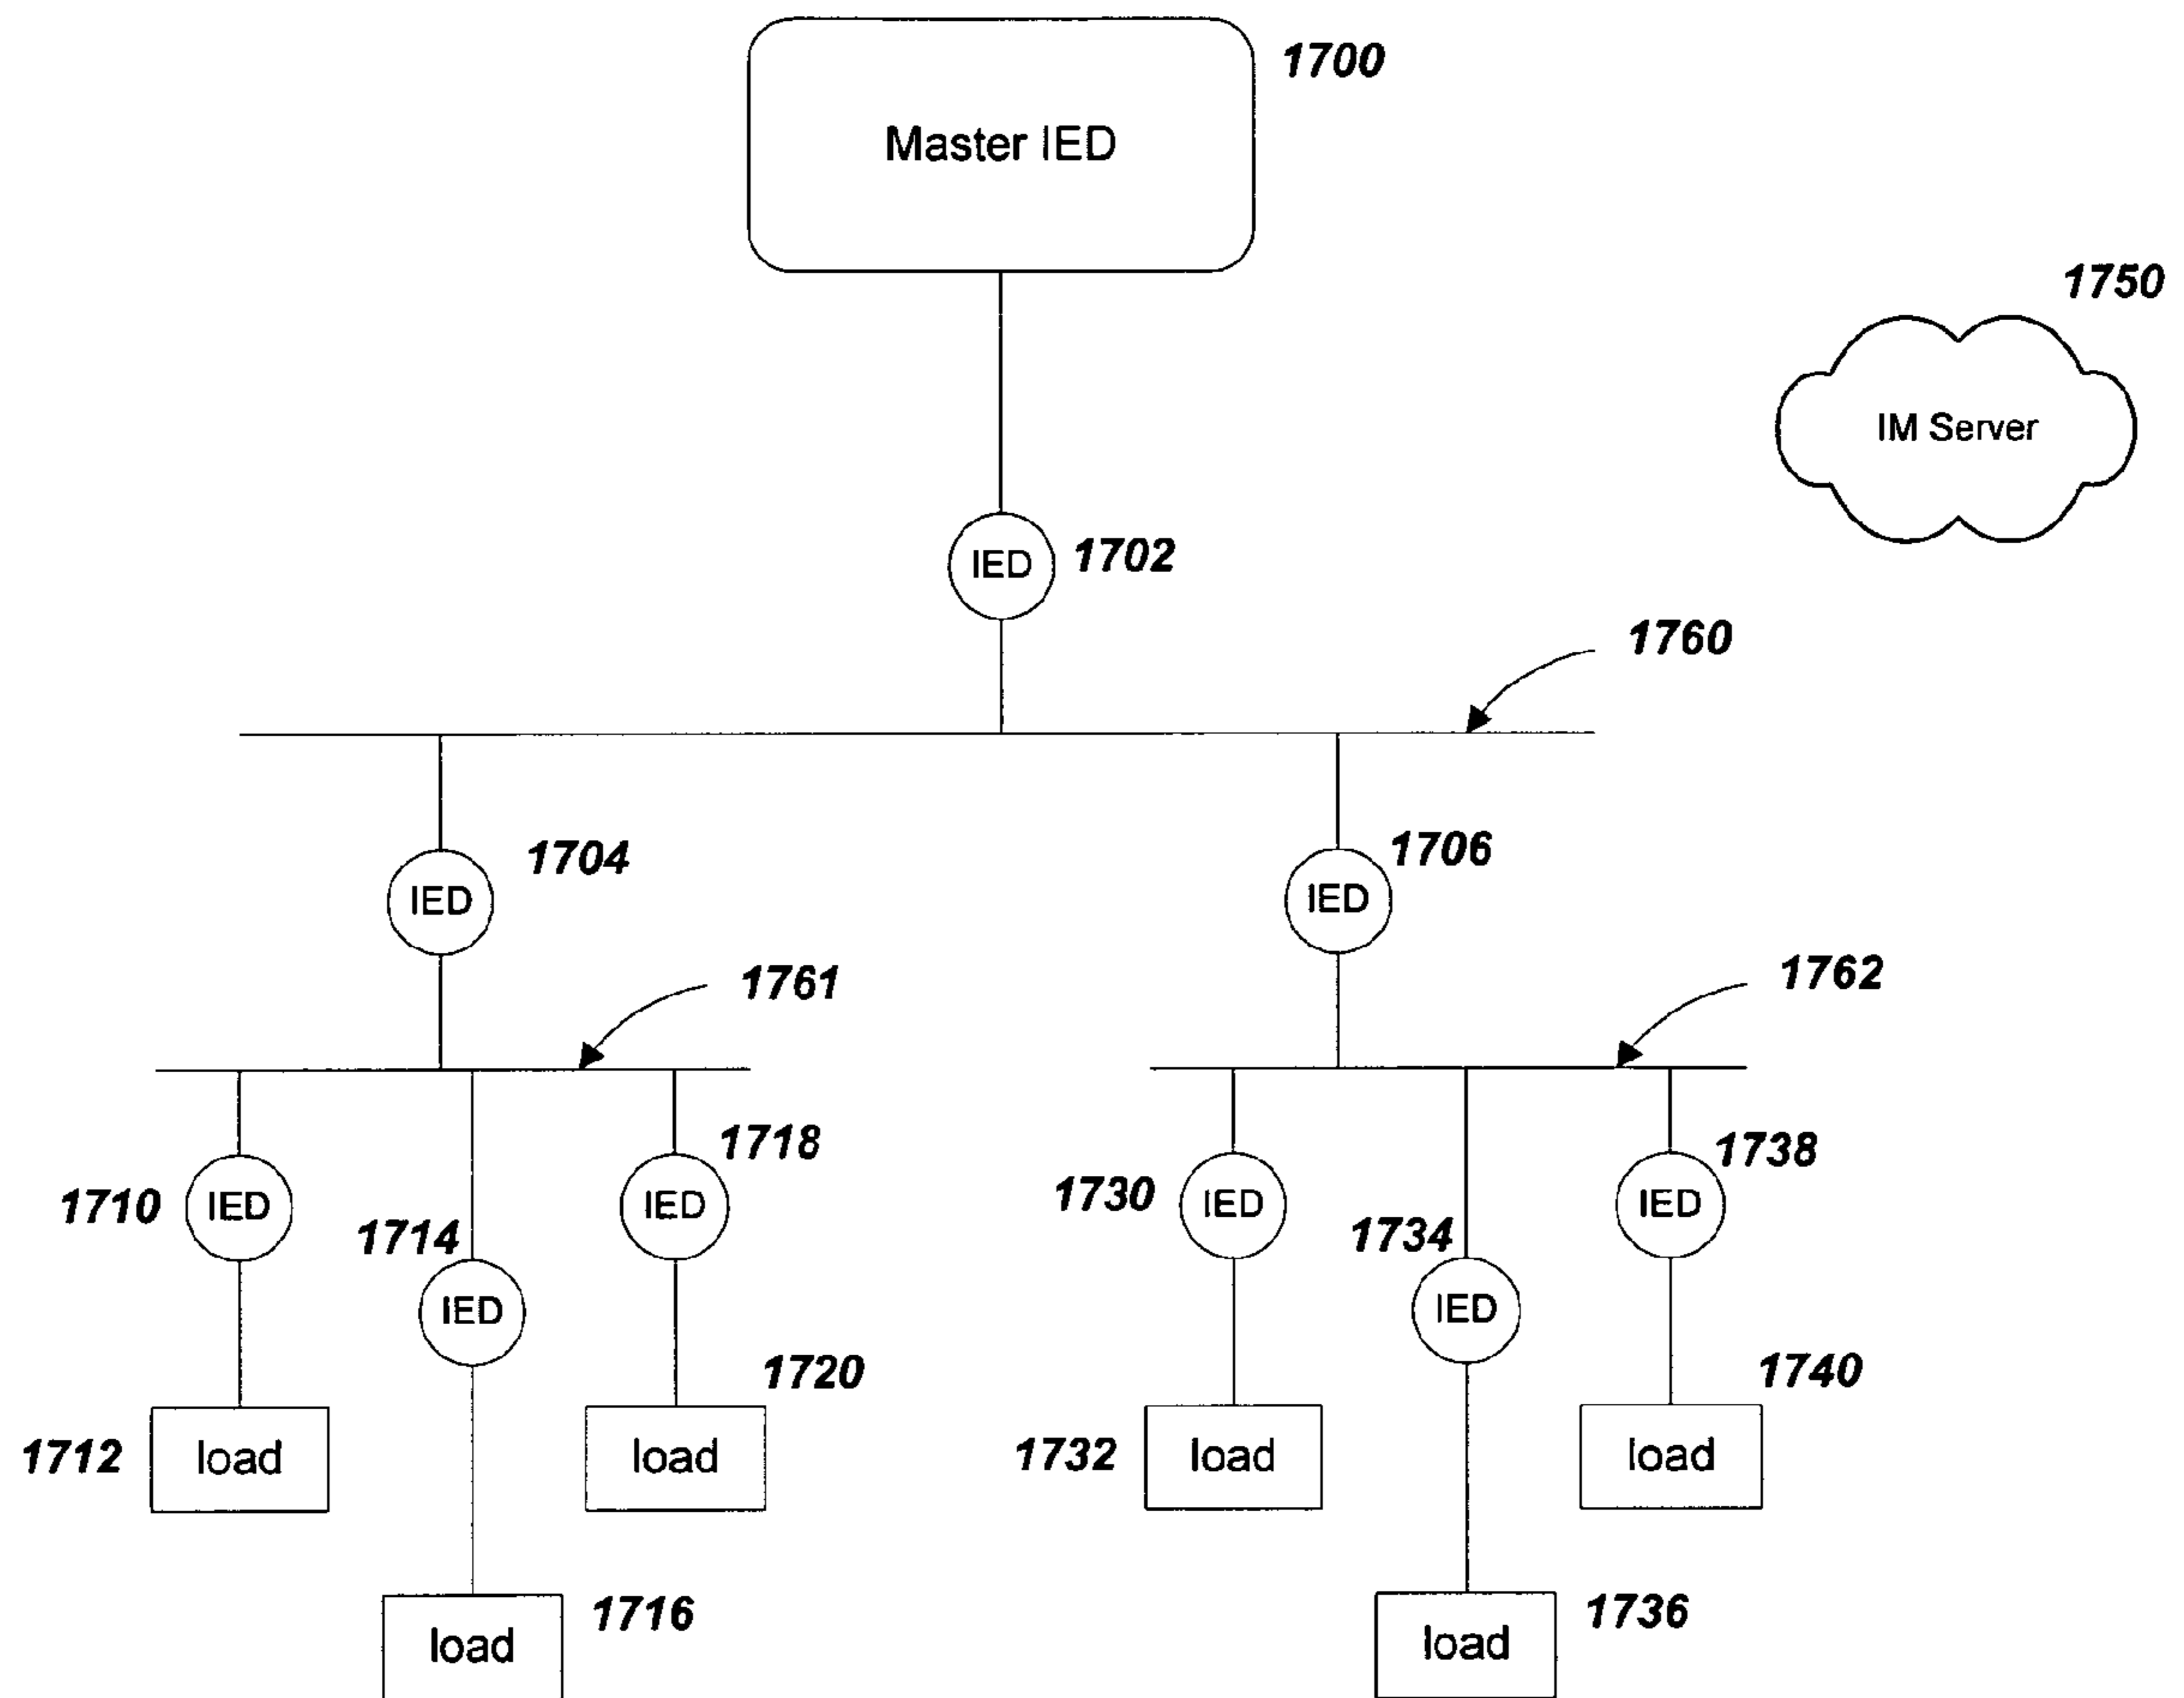 1700
Master IED
1750
IM Server
IED
1702
1760
1704
1706
IED
IED
1761
1762
1718
1738
1710
IED
IED
1730
IED
IED
1714
1734
IED
IED
1720
1740
1712
load
load
1732
load
load
1716
1736
load
load